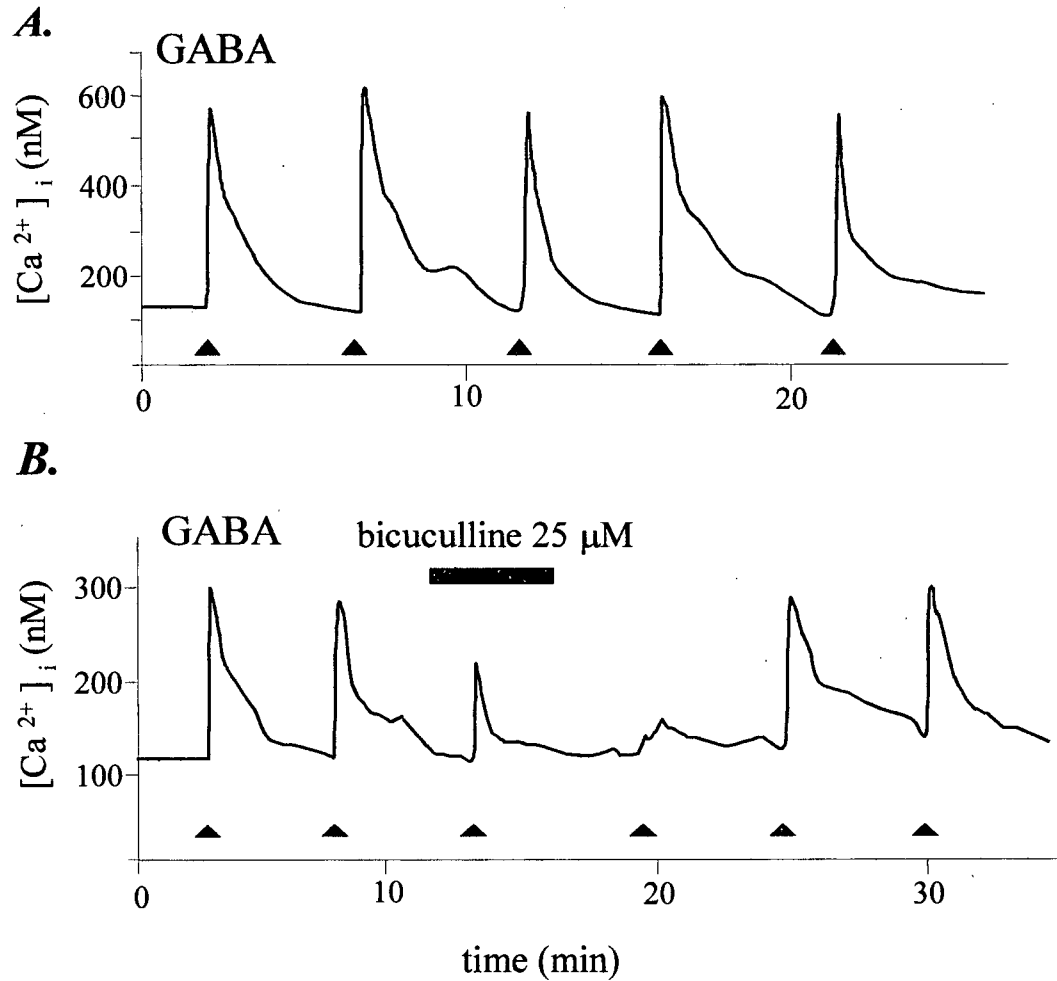 A.
GABA
[Ca 2+ ] i (nM)
600
400
200
0 10 20
B.
GABA
bicuculline 25 μM
[Ca 2+ ] i (nM)
300
200
100
0 10 20 30
time (min)